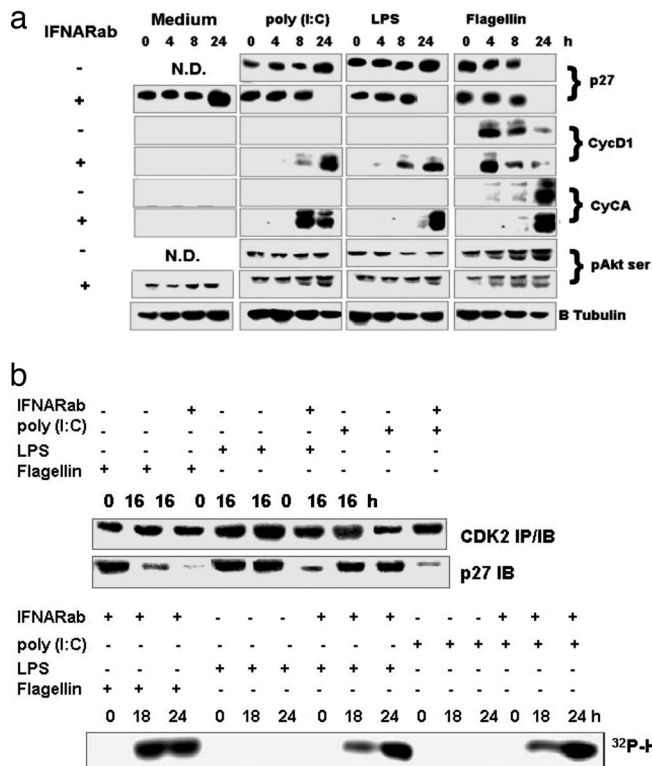 a
Medium poly (I:C) LPS Flagellin
IFNARab 0 4 8 24 0 4 8 24 0 4 8 24 0 4 8 24 h
- N.D.
+
} p27
-
+
} CycD1
-
+
} CyCA
- N.D.
+
} pAkt ser
B Tubulin
b
IFNARab - - + - - + - - +
poly (I:C) - - - - - - + + +
LPS - - - + + + - - -
Flagellin + + + - - - - - -
0 16 16 0 16 16 0 16 16 h
CDK2 IP/IB
p27 IB
IFNARab + + + - - - + + + - - - + + +
poly (I:C) - - - - - - - - - + + + + + +
LPS - - - + + + + + + - - - - - -
Flagellin + + + - - - - - - - - - - - -
0 18 24 0 18 24 0 18 24 0 18 24 0 18 24 h
32P-H